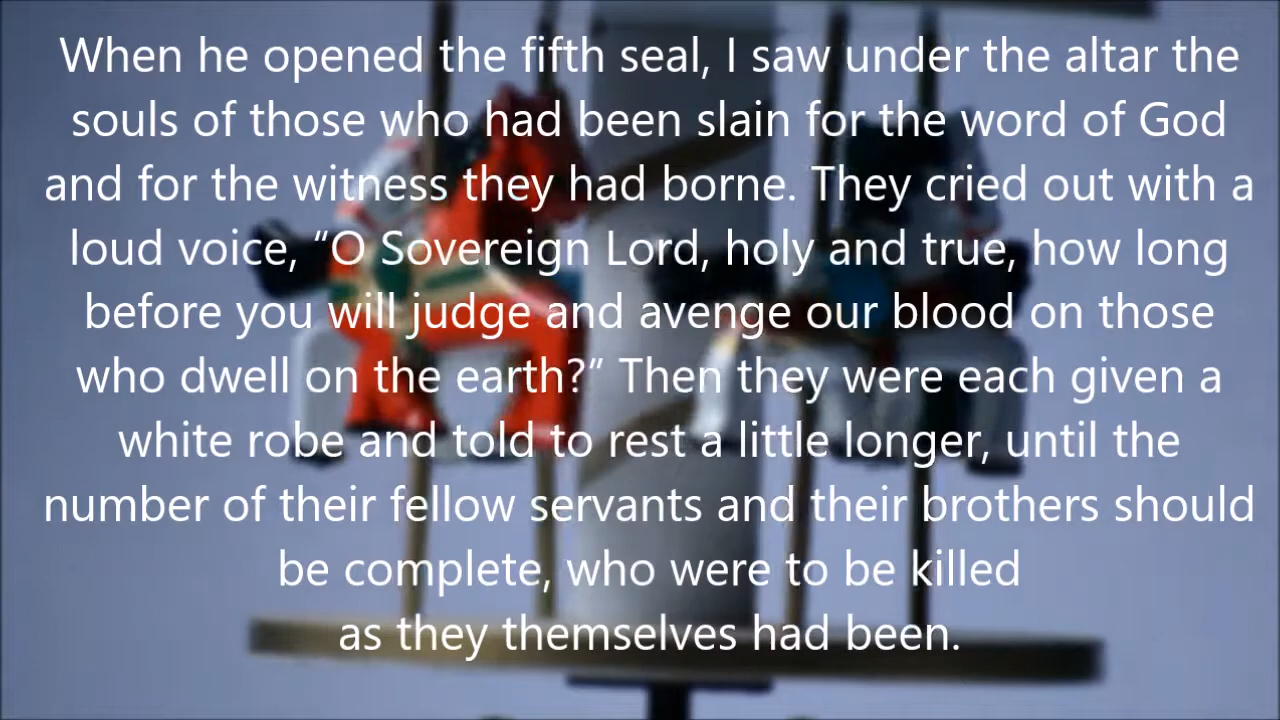 When he opened the fifth seal, I saw under the altar the
souls of those who had been slain for the word of God
and for the witness they had borne. They cried out with a
loud voice, “O Sovereign Lord, holy and true, how long
before you will judge and avenge our blood on those
who dwell on the earth?” Then they were each given a
white robe and told to rest a little longer, until the
number of their fellow servants and their brothers should
be complete, who were to be killed
as they themselves had been.